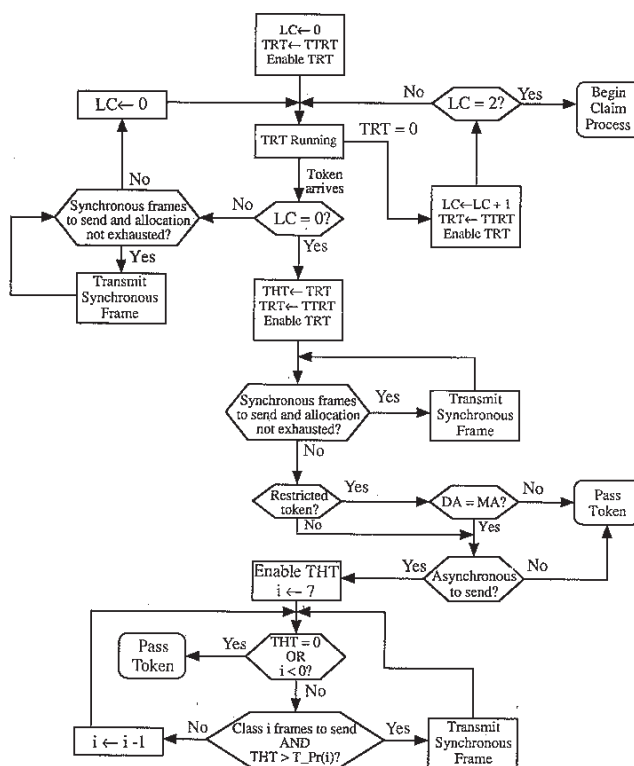 LC ← 0
TRT ← TTRT
Enable TRT
LC ← 0
No
LC = 2?
Yes
Begin
Claim
Process
TRT Running
TRT = 0
No
Token
arrives
Synchronous frames
to send and allocation
not exhausted?
No
LC = 0?
LC ← LC + 1
TRT ← TTRT
Enable TRT
Yes
Yes
Transmit
Synchronous
Frame
THT ← TRT
TRT ← TTRT
Enable TRT
Synchronous frames
to send and allocation
not exhausted?
Yes
Transmit
Synchronous
Frame
No
Restricted
token?
Yes
DA = MA?
No
Pass
Token
No
Yes
Enable THT
i ← 7
Yes
Asynchronous
to send?
No
Pass
Token
Yes
THT = 0
OR
i < 0?
No
i ← i -1
No
Class i frames to send
AND
THT > T_Pr(i)?
Yes
Transmit
Synchronous
Frame